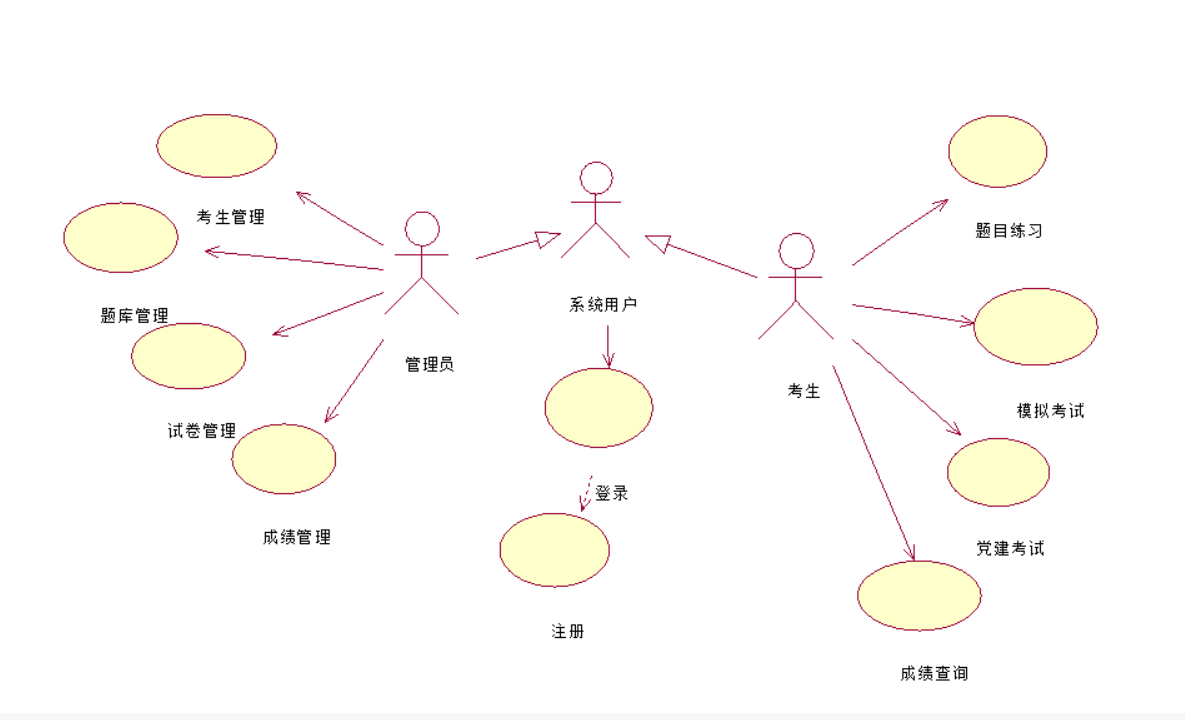 考生管理
题目练习
系统用户
题库管理
管理员
考生
模拟考试
试卷管理
登录
成绩管理
党建考试
注册
成绩查询